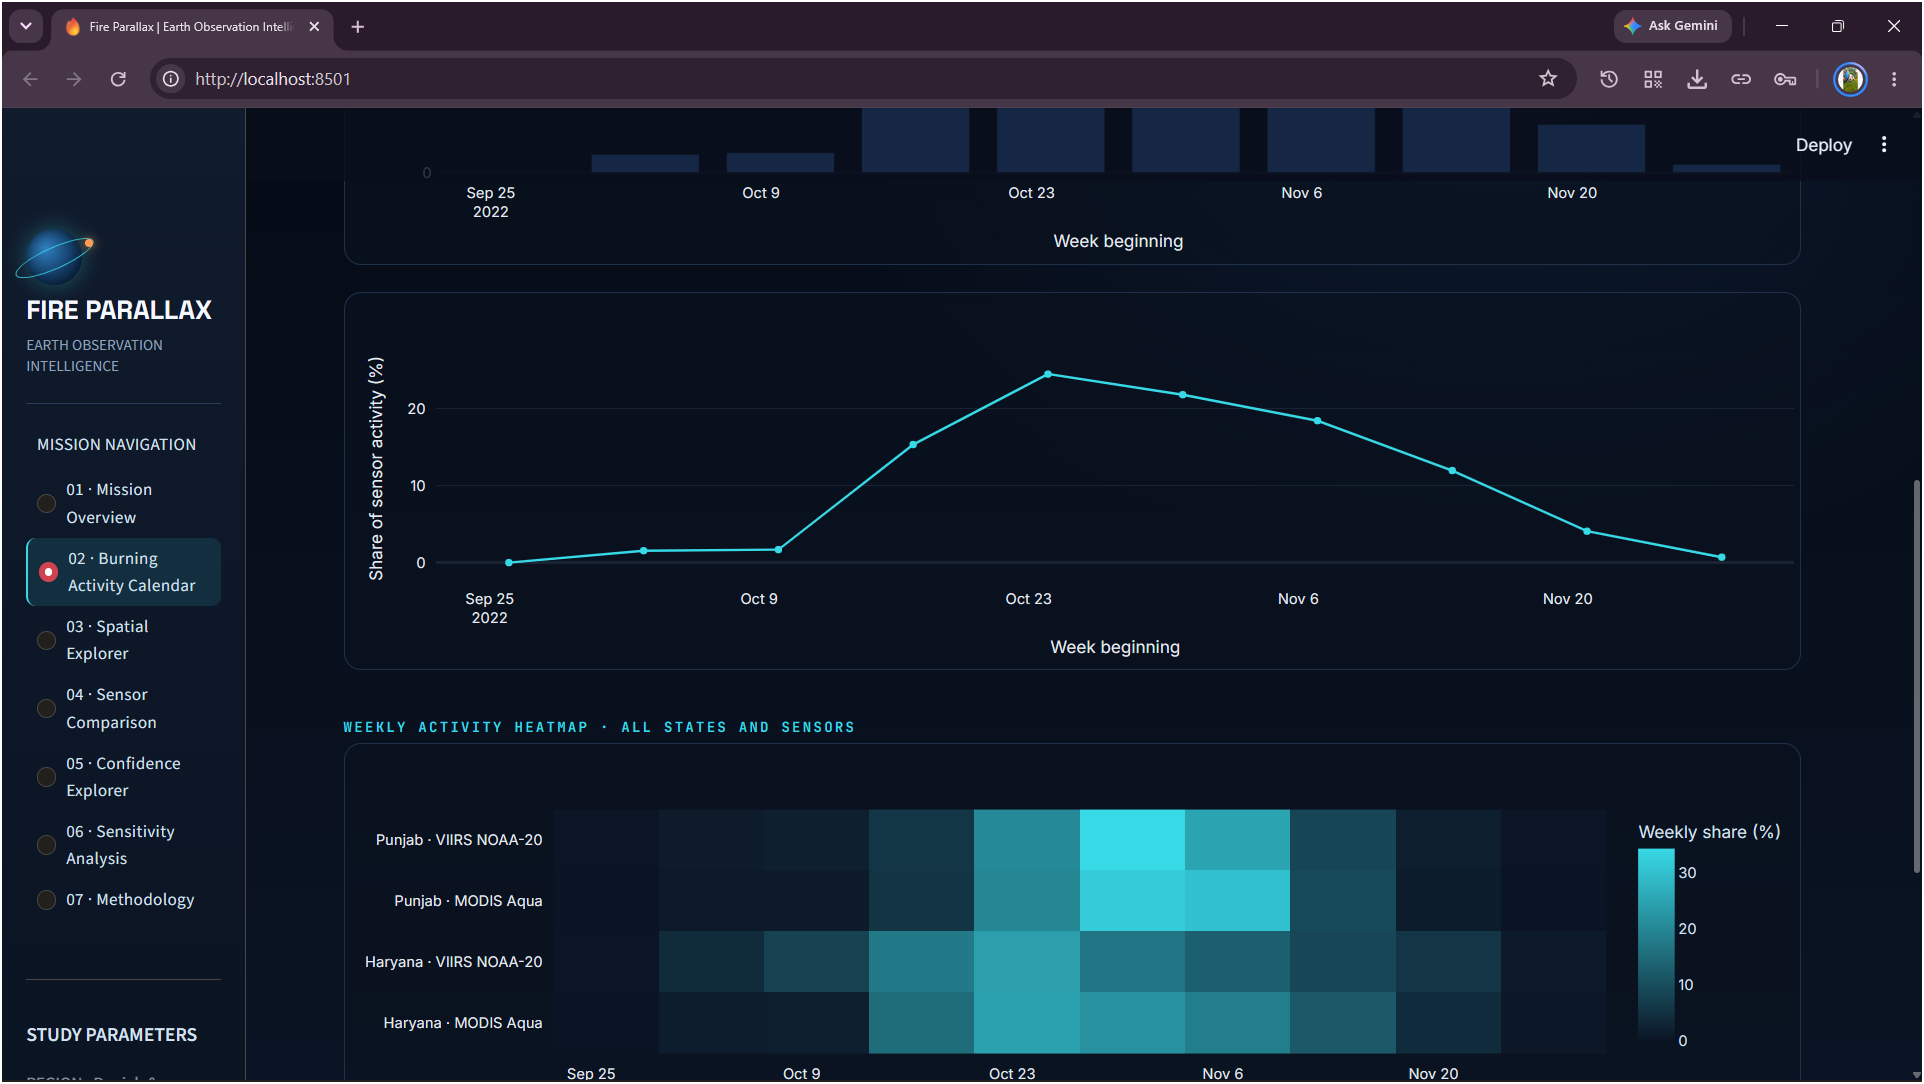 Fire Parallax | Earth Observation Intelli
Ask Gemini
http://localhost:8501
Deploy
FIRE PARALLAX
EARTH OBSERVATION
INTELLIGENCE
MISSION NAVIGATION
01 · Mission
Overview
02 · Burning
Activity Calendar
03 · Spatial
Explorer
04 · Sensor
Comparison
05 · Confidence
Explorer
06 · Sensitivity
Analysis
07 · Methodology
STUDY PARAMETERS
0
Sep 25
2022
Oct 9
Oct 23
Nov 6
Nov 20
Week beginning
Share of sensor activity (%)
20
10
0
Sep 25
2022
Oct 9
Oct 23
Nov 6
Nov 20
Week beginning
WEEKLY ACTIVITY HEATMAP · ALL STATES AND SENSORS
Punjab · VIIRS NOAA-20
Punjab · MODIS Aqua
Haryana · VIIRS NOAA-20
Haryana · MODIS Aqua
Sep 25
Oct 9
Oct 23
Nov 6
Nov 20
Weekly share (%)
30
20
10
0